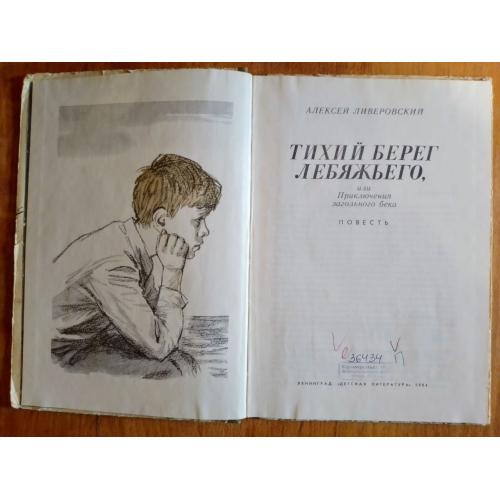 АЛЕКСЕЙ ЛИВЕРОВСКИЙ
ТИХИЙ БЕРЕГ
ЛЕБЯЖЬЕГО,
или
Приключения
загольного бека
ПОВЕСТЬ
36434
ЛЕНИНГРАД «ДЕТСКАЯ ЛИТЕРАТУРА» 1984